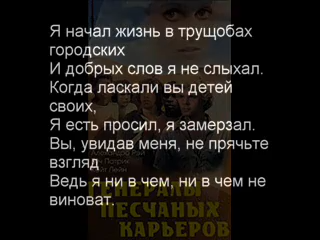 Я начал жизнь в трущобах
городских
И добрых слов я не слыхал.
Когда ласкали вы детей
своих,
Я есть просил, я замерзал.
Вы, увидав меня, не прячьте
взгляд
Ведь я ни в чем, ни в чем не
виноват.
ГЕНЕРАЛЫ
ПЕСЧАНЫХ
КАРЬЕРОВ